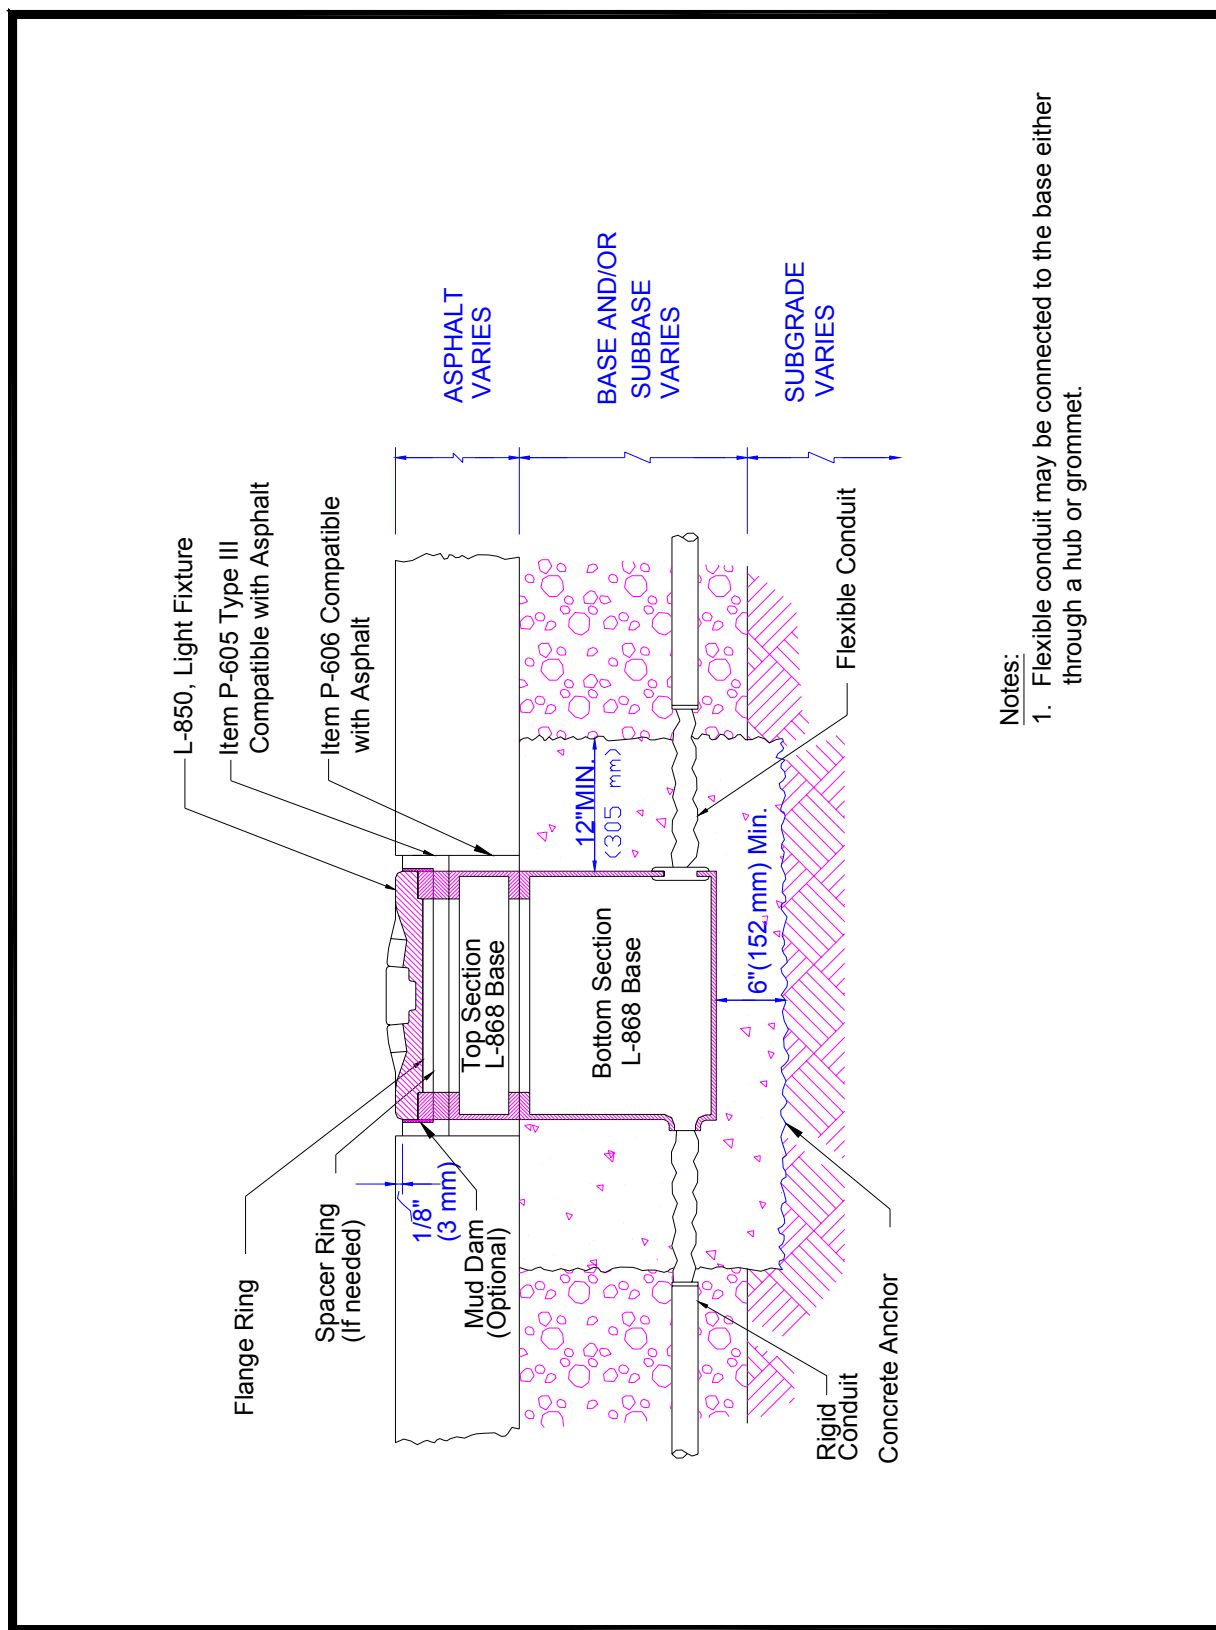 L-850, Light Fixture
Item P-605 Type III
Compatible with Asphalt
Item P-606 Compatible
with Asphalt
ASPHALT
VARIES
BASE AND/OR
SUBBASE
VARIES
SUBGRADE
VARIES
Flange Ring
Spacer Ring
(If needed)
1/8"
(3 mm)
Mud Dam
(Optional)
Top Section
L-868 Base
Bottom Section
L-868 Base
12"MIN.
(305 mm)
6"(152 mm) Min.
Flexible Conduit
Rigid
Conduit
Concrete Anchor
Notes:
1. Flexible conduit may be connected to the base either
through a hub or grommet.